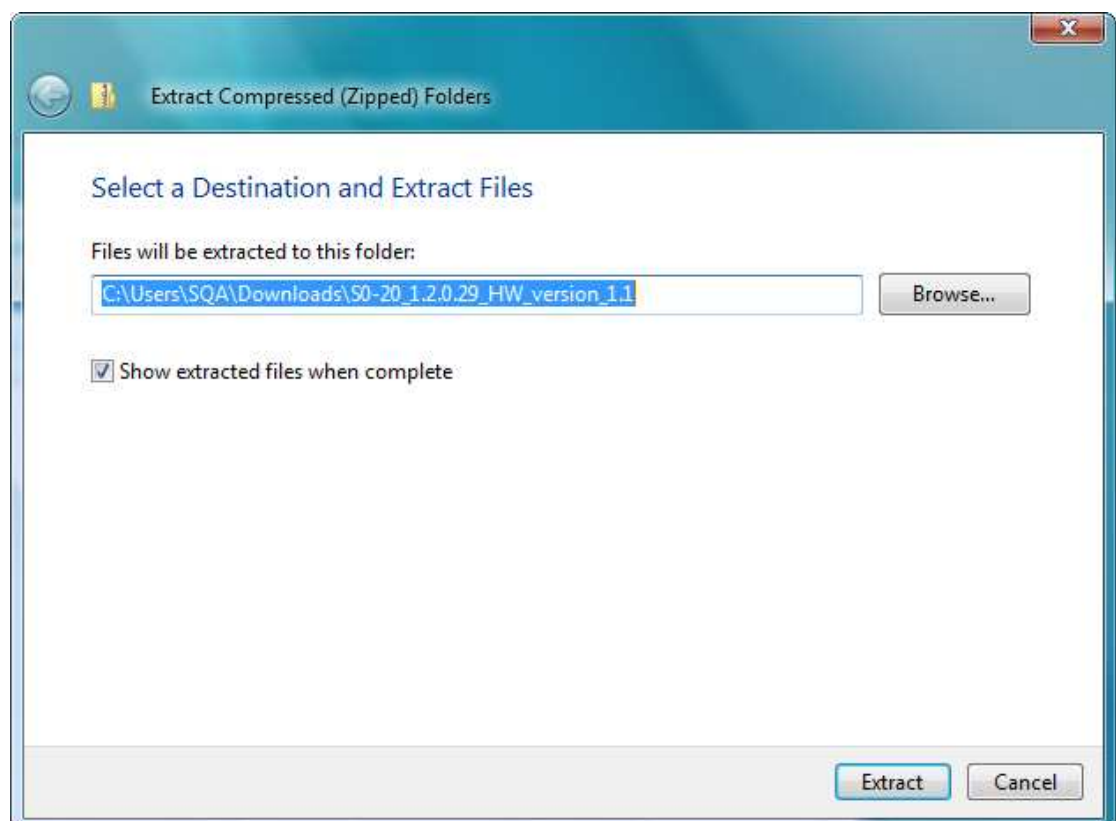 Extract Compressed (Zipped) Folders
Select a Destination and Extract Files
Files will be extracted to this folder:
C:\Users\SQA\Downloads\S0-20_1.2.0.29_HW_version_1.1
Browse...
Show extracted files when complete
Extract
Cancel